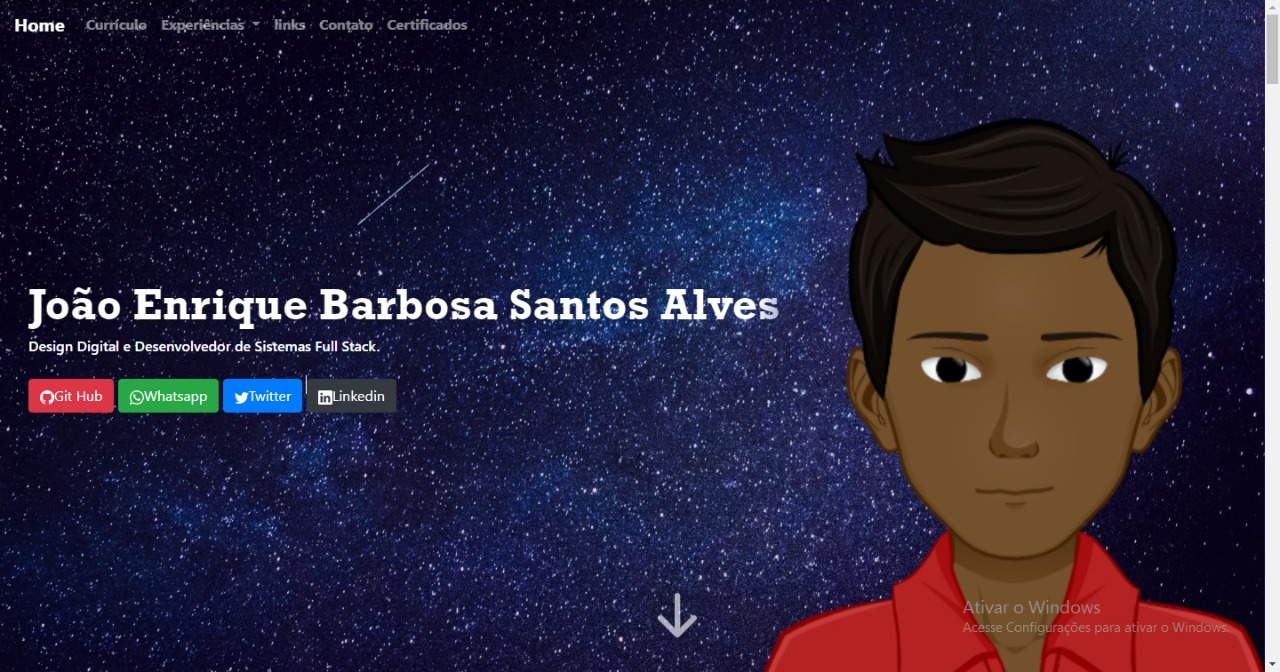 Home Currículo Experiências links Contato Certificados
João Enrique Barbosa Santos Alves
Design Digital e Desenvolvedor de Sistemas Full Stack.
Git Hub Whatsapp Twitter Linkedin
Ativar o Windows
Acesse Configurações para ativar o Windows.